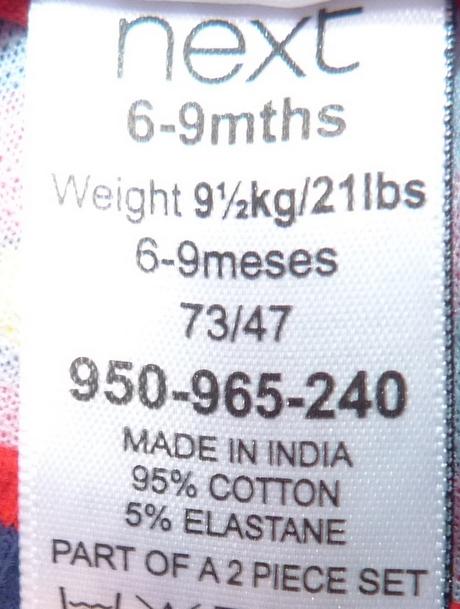 next
6-9mths
Weight 9½kg/21lbs
6-9meses
73/47
950-965-240
MADE IN INDIA
95% COTTON
5% ELASTANE
PART OF A 2 PIECE SET